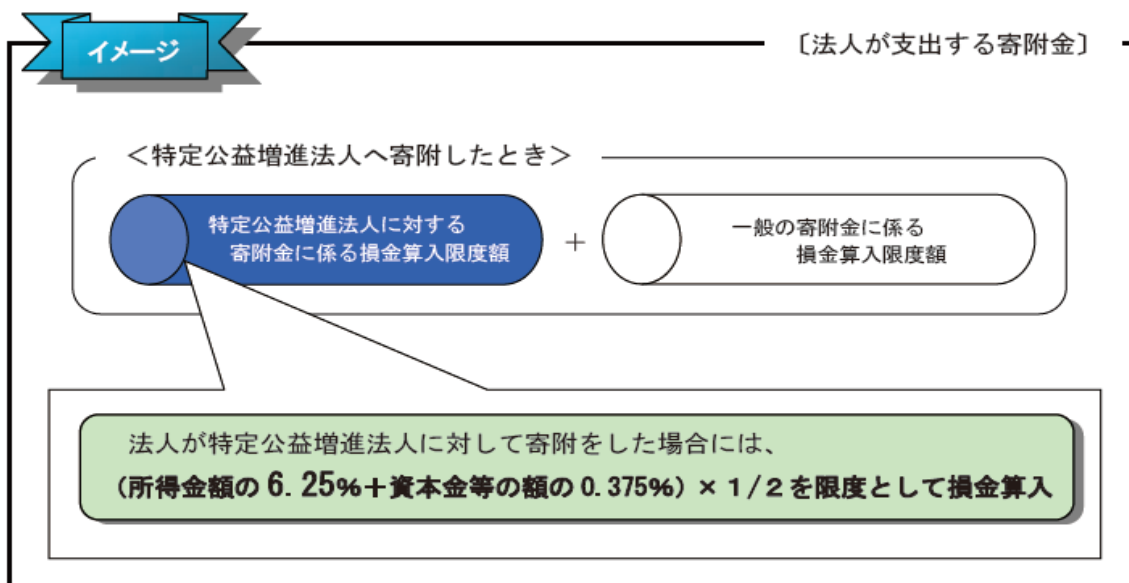 イメージ
〔法人が支出する寄附金〕
＜特定公益増進法人へ寄附したとき＞
特定公益増進法人に対する
寄附金に係る損金算入限度額
＋
一般の寄附金に係る
損金算入限度額
法人が特定公益増進法人に対して寄附をした場合には、
（所得金額の 6.25%＋資本金等の額の 0.375%）× 1/2 を限度として損金算入